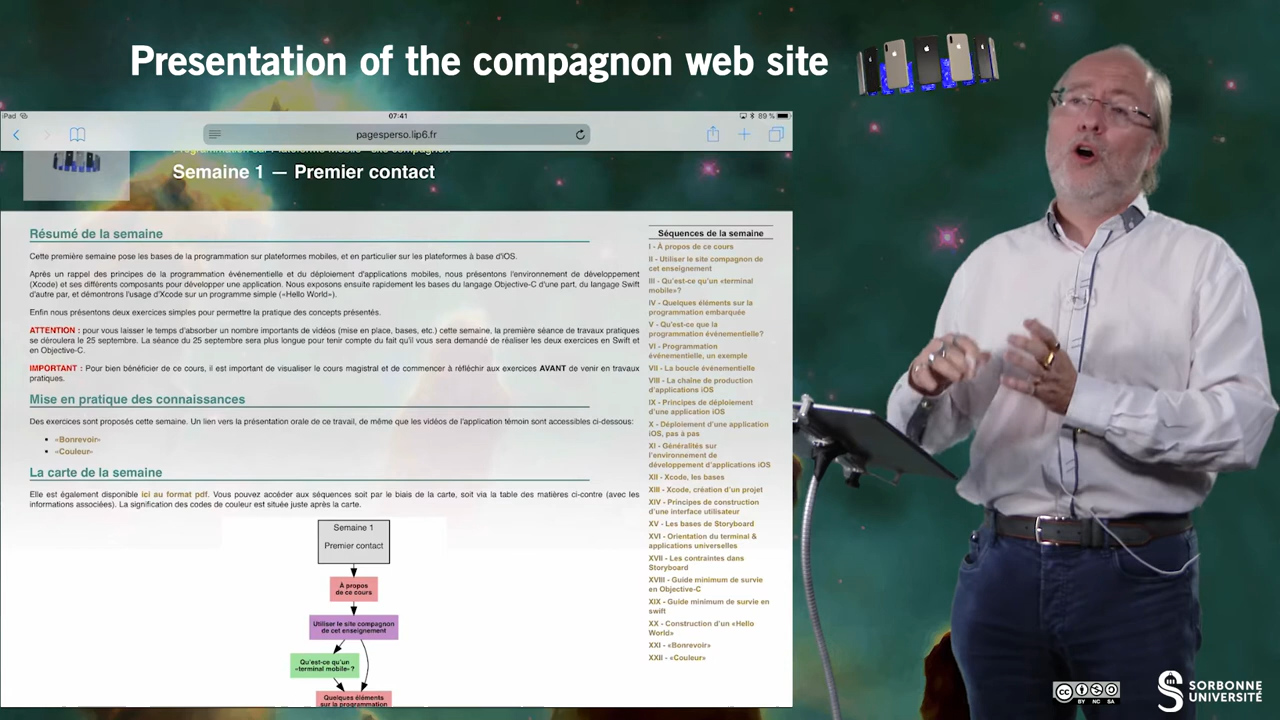 Presentation of the compagnon web site
iPad
07:41
89 %
pagesperso.lip6.fr
Programmation sur Plateforme Mobile - site compagnon
Semaine 1 — Premier contact
Résumé de la semaine
Cette première semaine pose les bases de la programmation sur plateformes mobiles, et en particulier sur les plateformes à base d'iOS.
Après un rappel des principes de la programmation évènementielle et du déploiement d'applications mobiles, nous présentons l'environnement de développement
(Xcode) et ses différents composants pour développer une application. Nous exposons ensuite rapidement les bases du langage Objective-C d'une part, du langage Swift
d'autre par, et démontrons l'usage d'Xcode sur un programme simple («Hello World»).
Enfin nous présentons deux exercices simples pour permettre la pratique des concepts présentés.
ATTENTION : pour vous laisser le temps d'absorber un nombre importants de vidéos (mise en place, bases, etc.) cette semaine, la première séance de travaux pratiques
se déroulera le 25 septembre. La séance du 25 septembre sera plus longue pour tenir compte du fait qu'il vous sera demandé de réaliser les deux exercices en Swift et
en Objective-C.
IMPORTANT : Pour bien bénéficier de ce cours, il est important de visualiser le cours magistral et de commencer à réfléchir aux exercices AVANT de venir en travaux
pratiques.
Mise en pratique des connaissances
Des exercices sont proposés cette semaine. Un lien vers la présentation orale de ce travail, de même que les vidéos de l'application témoin sont accessibles ci-dessous:
«Bonrevoir»
«Couleur»
La carte de la semaine
Elle est également disponible ici au format pdf. Vous pouvez accéder aux séquences soit par le biais de la carte, soit via la table des matières ci-contre (avec les
informations associées). La signification des codes de couleur est située juste après la carte.
Semaine 1
Premier contact
À propos
de ce cours
Utiliser le site compagnon
de cet enseignement
Qu'est-ce qu'un
«terminal mobile» ?
Quelques éléments
sur la programmation
Séquences de la semaine
I - À propos de ce cours
II - Utiliser le site compagnon de
cet enseignement
III - Qu'est-ce qu'un «terminal
mobile»?
IV - Quelques éléments sur la
programmation embarquée
V - Qu'est-ce que la
programmation événementielle?
VI - Programmation
événementielle, un exemple
VII - La boucle événementielle
VIII - La chaîne de production
d'applications iOS
IX - Principes de déploiement
d'une application iOS
X - Déploiement d'une application
iOS, pas à pas
XI - Généralités sur
l'environnement de
développement d'applications iOS
XII - Xcode, les bases
XIII - Xcode, création d'un projet
XIV - Principes de construction
d'une interface utilisateur
XV - Les bases de Storyboard
XVI - Orientation du terminal &
applications universelles
XVII - Les contraintes dans
Storyboard
XVIII - Guide minimum de survie
en Objective-C
XIX - Guide minimum de survie en
swift
XX - Construction d'un «Hello
World»
XXI - «Bonrevoir»
XXII - «Couleur»
cc
BY NC SA
SORBONNE
UNIVERSITÉ